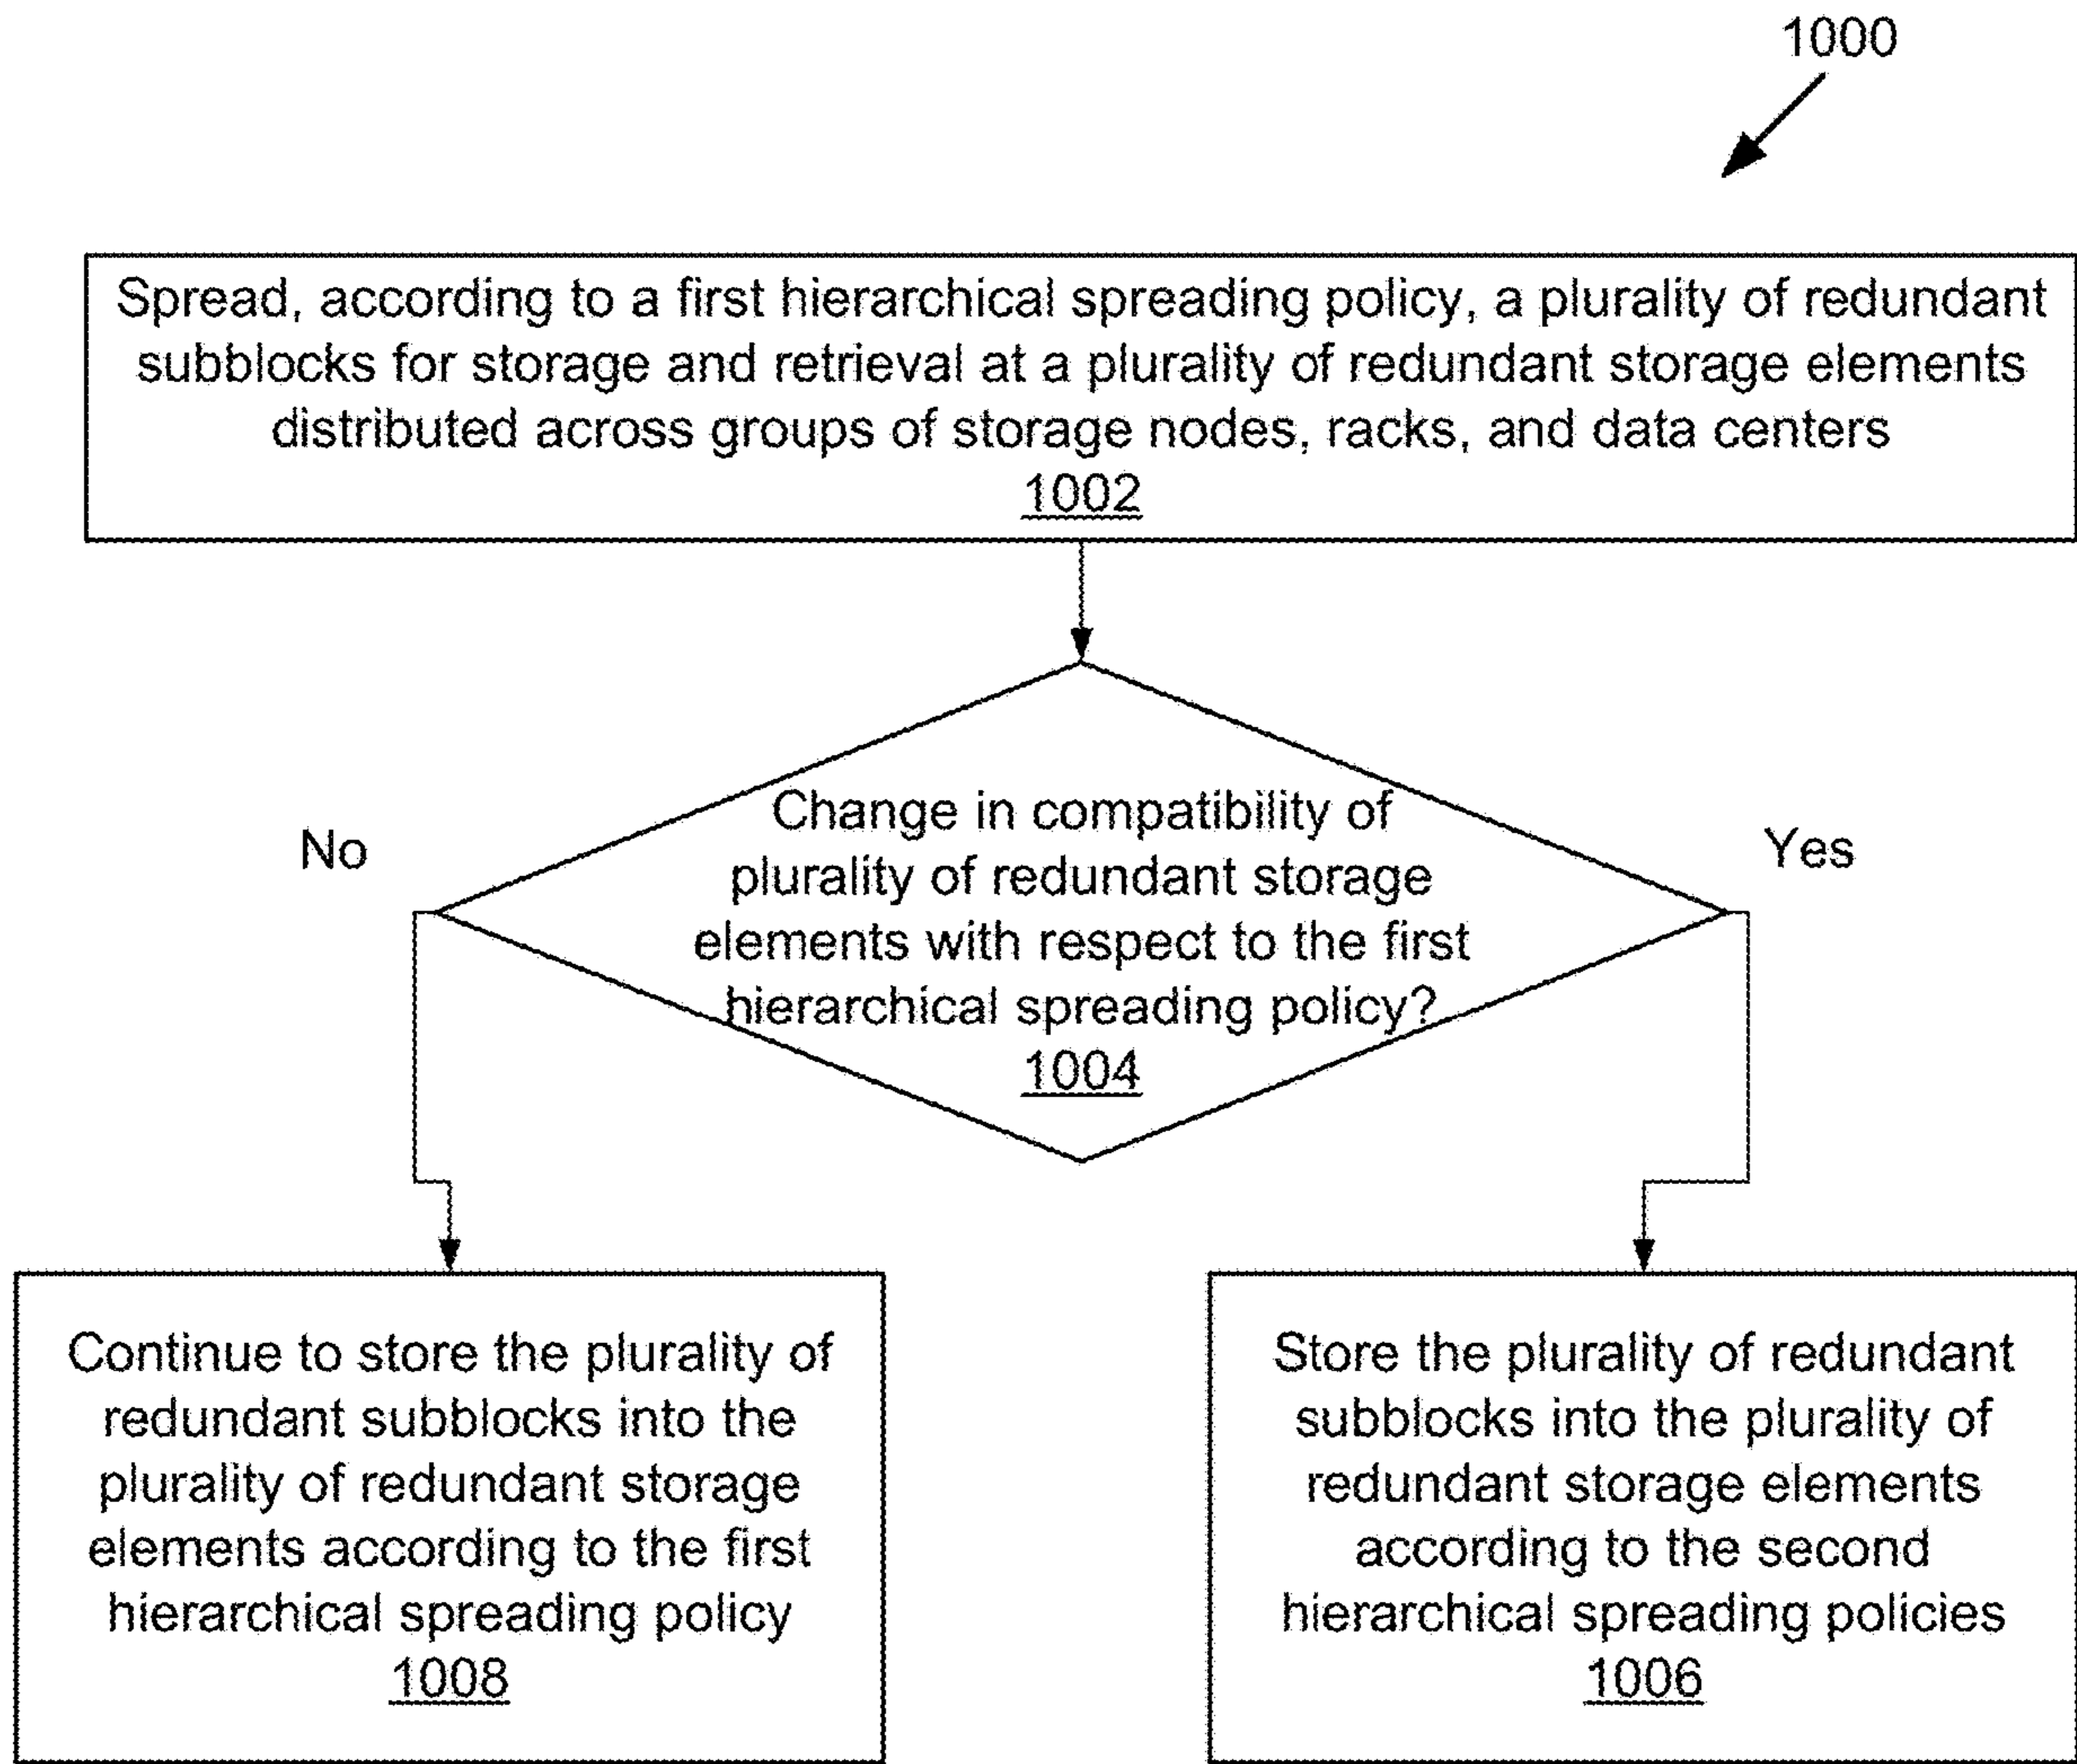 1000
Spread, according to a first hierarchical spreading policy, a plurality of redundant
subblocks for storage and retrieval at a plurality of redundant storage elements
distributed across groups of storage nodes, racks, and data centers
1002
Change in compatibility of
plurality of redundant storage
elements with respect to the first
hierarchical spreading policy?
1004
No
Yes
Continue to store the plurality of
redundant subblocks into the
plurality of redundant storage
elements according to the first
hierarchical spreading policy
1008
Store the plurality of redundant
subblocks into the plurality of
redundant storage elements
according to the second
hierarchical spreading policies
1006